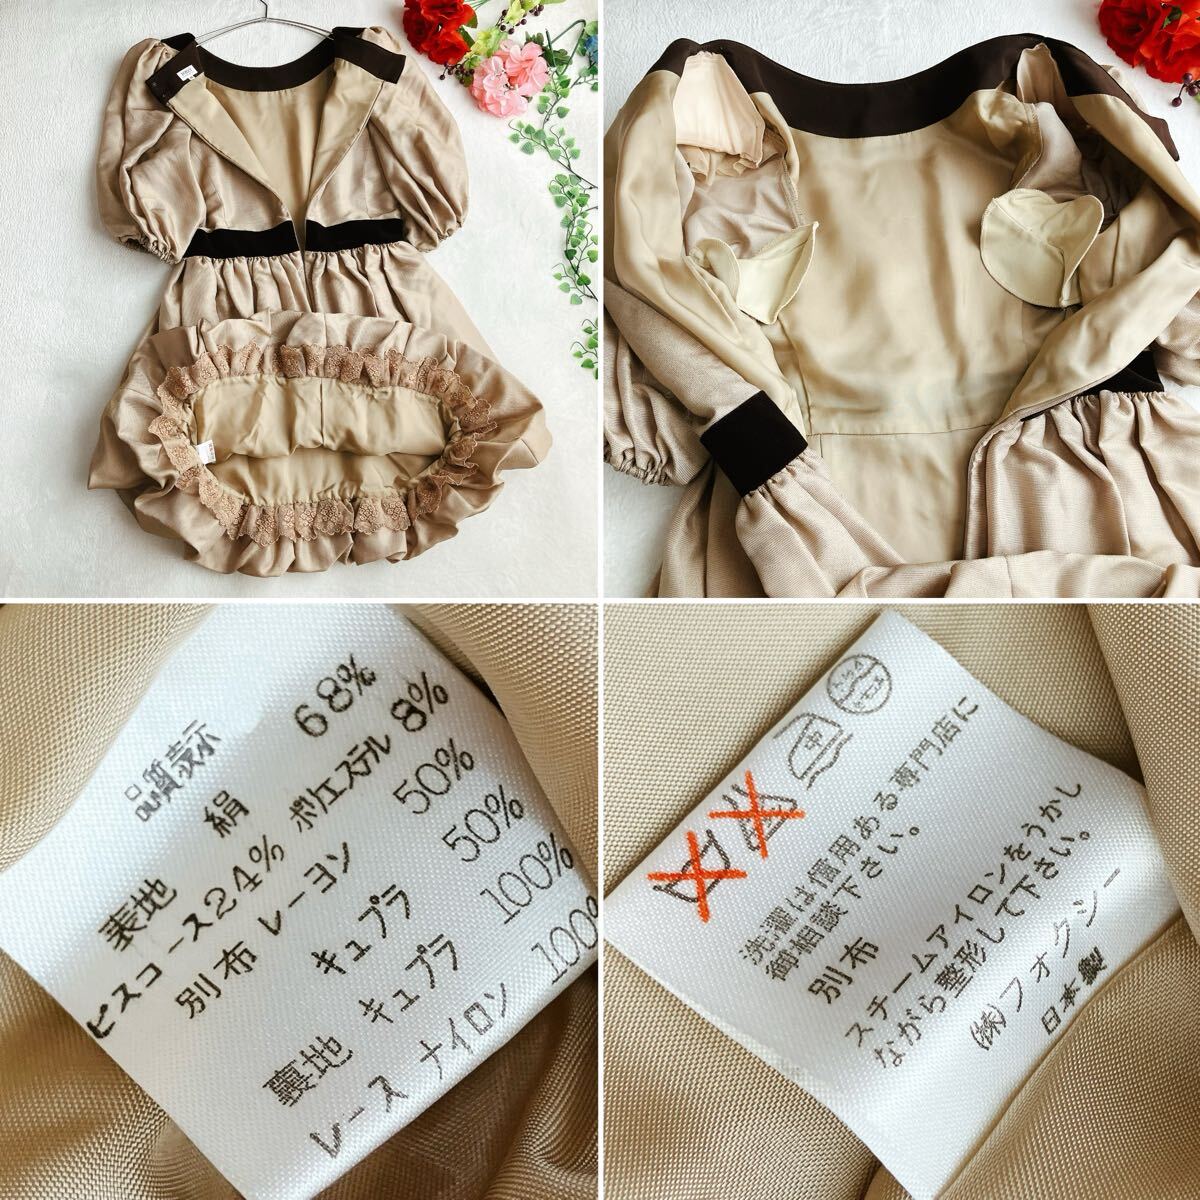 品質表示
表地 絹 68%
ビスコース24% ポリエステル 8%
別布 レーヨン 50%
キュプラ 50%
裏地 キュプラ 100%
レース ナイロン 100%
中
洗濯は信用ある専門店に
御相談下さい。
別布
スチームアイロンをうかし
ながら整形して下さい。
(株)フォクシー
日本製